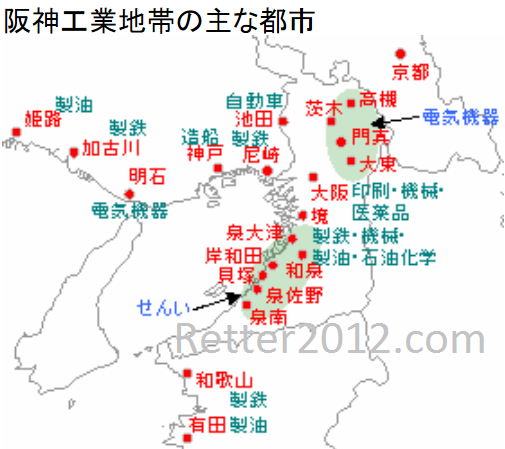 阪神工業地帯の主な都市
京都
製油
姫路
自動車
池田
茨木
高槻
電気機器
製鉄
加古川
造船
製鉄
神戸
尼崎
門真
大東
明石
電気機器
大阪
印刷・機械・
医薬品
堺
泉大津
製鉄・機械・
岸和田
製油・石油化学
貝塚
和泉
泉佐野
せんい
泉南
Retter2012.com
和歌山
製鉄
有田
製油